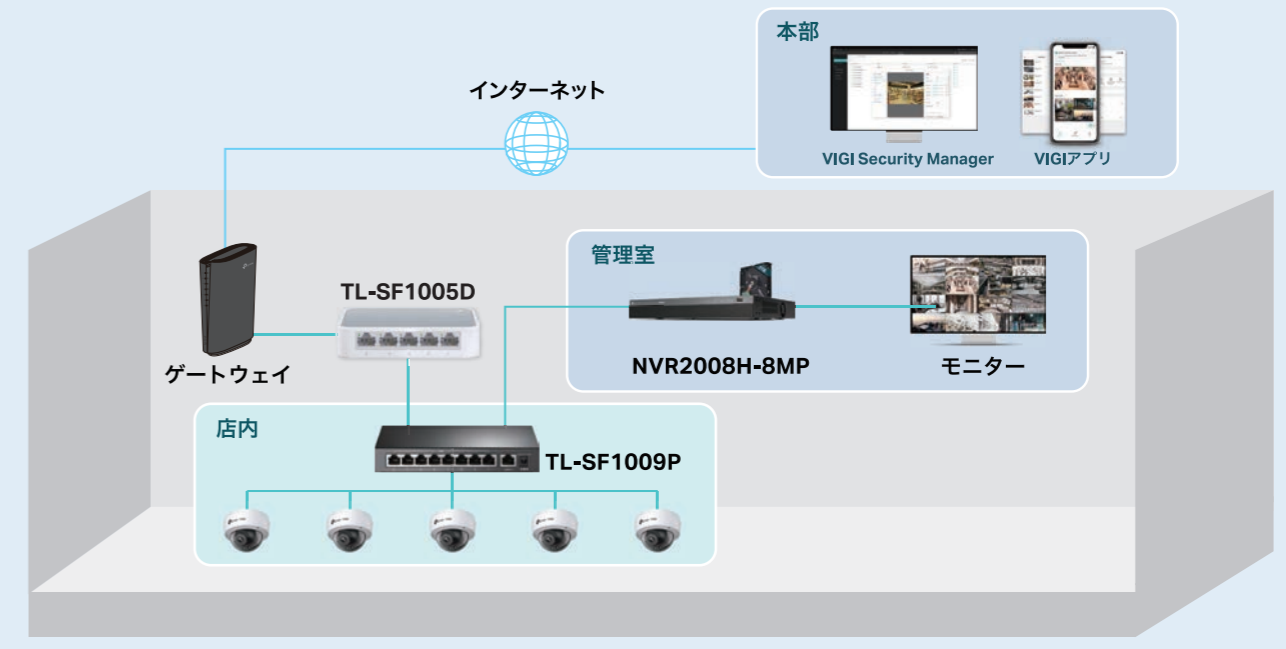 本部
インターネット
VIGI Security Manager
VIGIアプリ
管理室
TL-SF1005D
NVR2008H-8MP
モニター
ゲートウェイ
店内
TL-SF1009P